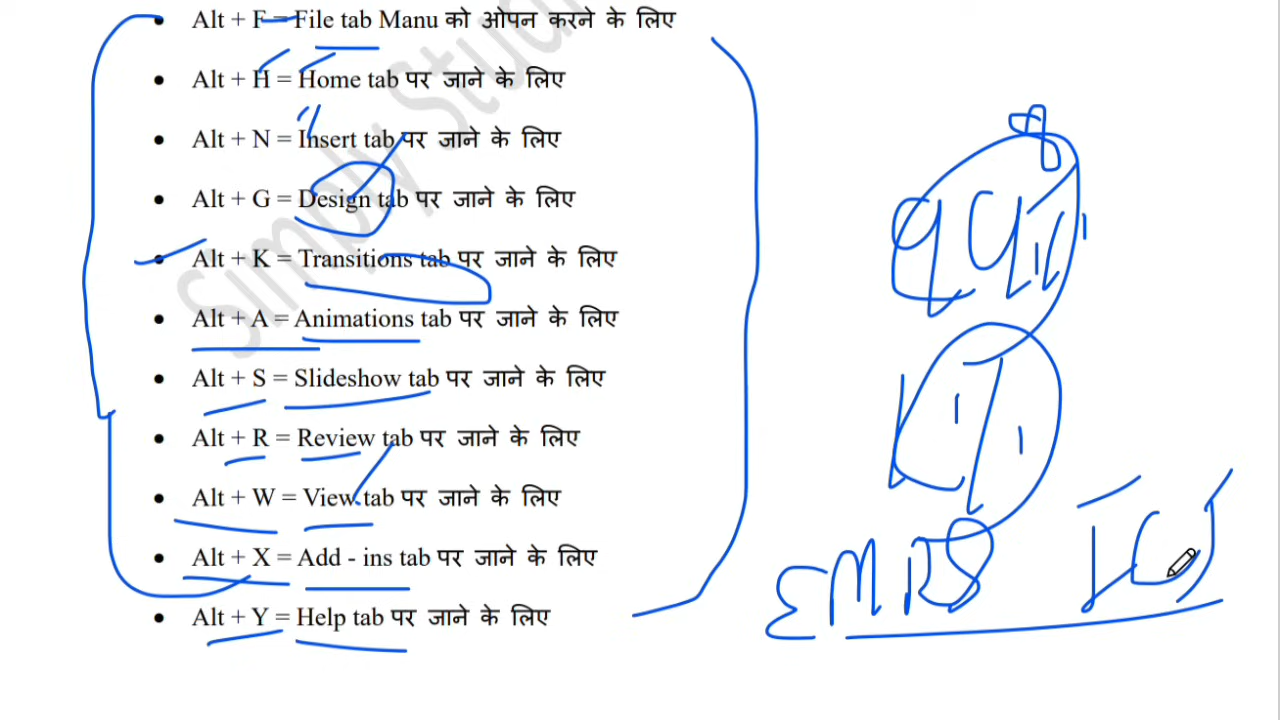 • Alt + F = File tab Manu को ओपन करने के लिए
• Alt + H = Home tab पर जाने के लिए
• Alt + N = Insert tab पर जाने के लिए
• Alt + G = Design tab पर जाने के लिए
• Alt + K = Transitions tab पर जाने के लिए
• Alt + A = Animations tab पर जाने के लिए
• Alt + S = Slideshow tab पर जाने के लिए
• Alt + R = Review tab पर जाने के लिए
• Alt + W = View tab पर जाने के लिए
• Alt + X = Add - ins tab पर जाने के लिए
• Alt + Y = Help tab पर जाने के लिए
Simply
EMRS